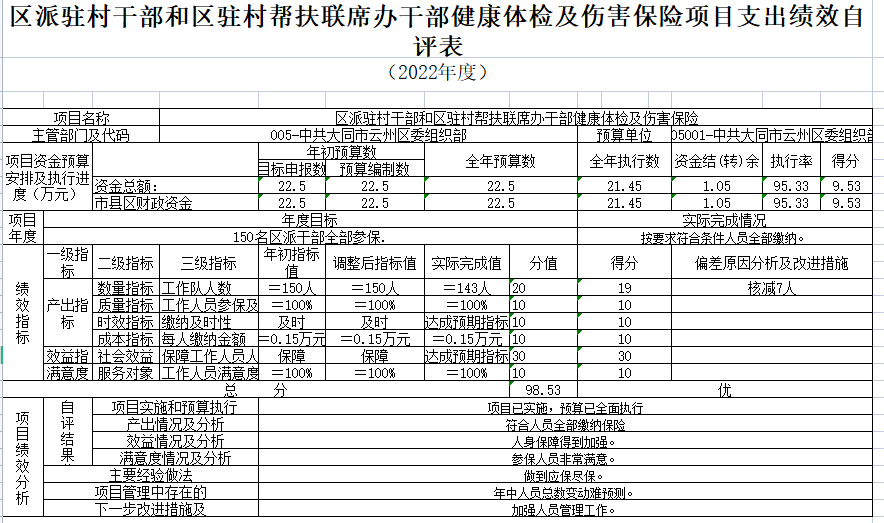 区派驻村干部和区驻村帮扶联席办干部健康体检及伤害保险项目支出绩效自
评表
（2022年度）
项目名称 区派驻村干部和区驻村帮扶联席办干部健康体检及伤害保险
主管部门及代码 005-中共大同市云州区委组织部 预算单位 05001-中共大同市云州区委组织部
项目资金预算安排及执行进度（万元） 年初预算数 全年预算数 全年执行数 资金结(转)余 执行率 得分
目标申报数 预算编制数
资金总额： 22.5 22.5 22.5 21.45 1.05 95.33 9.53
市县区财政资金 22.5 22.5 22.5 21.45 1.05 95.33 9.53
项目年度 年度目标 实际完成情况
150名区派干部全部参保. 按要求符合条件人员全部缴纳。
绩效指标 一级指标 二级指标 三级指标 年初指标值 调整后指标值 实际完成值 分值 得分 偏差原因分析及改进措施
产出指标 数量指标 工作队人数 ＝150人 ＝150人 ＝143人 20 19 核减7人
质量指标 工作人员参保及 ＝100% ＝100% ＝100% 10 10
时效指标 缴纳及时性 及时 及时 达成预期指标 10 10
成本指标 每人缴纳金额 ＝0.15万元 ＝0.15万元 ＝0.15万元 10 10
效益指 社会效益 保障工作人员人 保障 保障 达成预期指标 30 30
满意度 服务对象 工作人员满意度 ＝100% ＝100% ＝100% 10 10
总 分 98.53 优
项目绩效分析 自评结果 项目实施和预算执行 项目已实施，预算已全面执行
产出情况及分析 符合人员全部缴纳保险
效益情况及分析 人身保障得到加强。
满意度情况及分析 参保人员非常满意。
主要经验做法 做到应保尽保。
项目管理中存在的 年中人员总数变动难预测。
下一步改进措施及 加强人员管理工作。